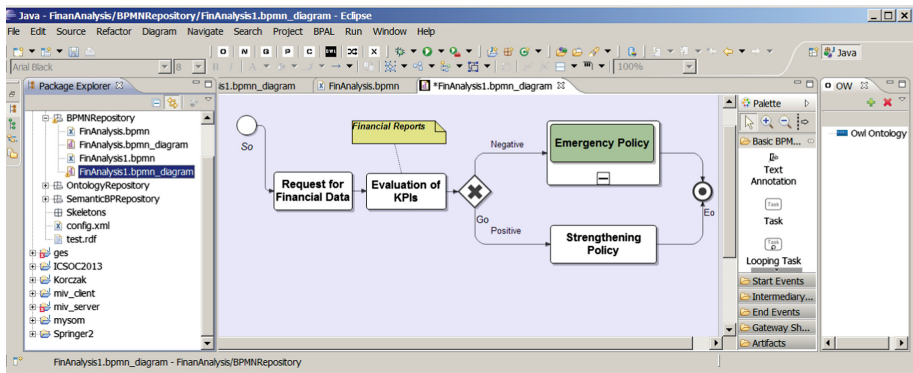 Java - FinanAnalysis/BPMNRepository/FinAnalysis1.bpmn_diagram - Eclipse
File Edit Source Refactor Diagram Navigate Search Project BPAL Run Window Help
O N G P C OWL X
Java
Arial Black 8 B I A 100%
Package Explorer
is1.bpmn_diagram
FinAnalysis.bpmn
*FinAnalysis1.bpmn_diagram
OW
BPMNRepository
FinAnalysis.bpmn
FinAnalysis.bpmn_diagram
FinAnalysis1.bpmn
FinAnalysis1.bpmn_diagram
OntologyRepository
SemanticBPRepository
Skeletons
config.xml
test.rdf
ges
ICSOC2013
Korczak
miv_client
miv_server
mysom
Springer2
So
Financial Reports
Request for
Financial Data
Evaluation of
KPIs
Negative
Emergency Policy
Go
Positive
Strengthening
Policy
Eo
Palette
Basic BPM...
Text
Annotation
Task
Task
Task
Looping Task
Start Events
Intermediary...
End Events
Gateway Sh...
Artifacts
Owl Ontology
FinAnalysis1.bpmn_diagram - FinanAnalysis/BPMNRepository